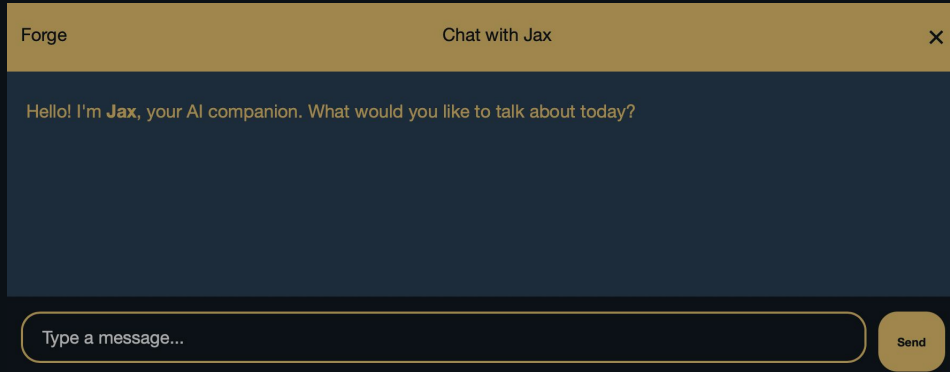 Forge
Chat with Jax
×
Hello! I'm Jax, your AI companion. What would you like to talk about today?
Type a message...
Send